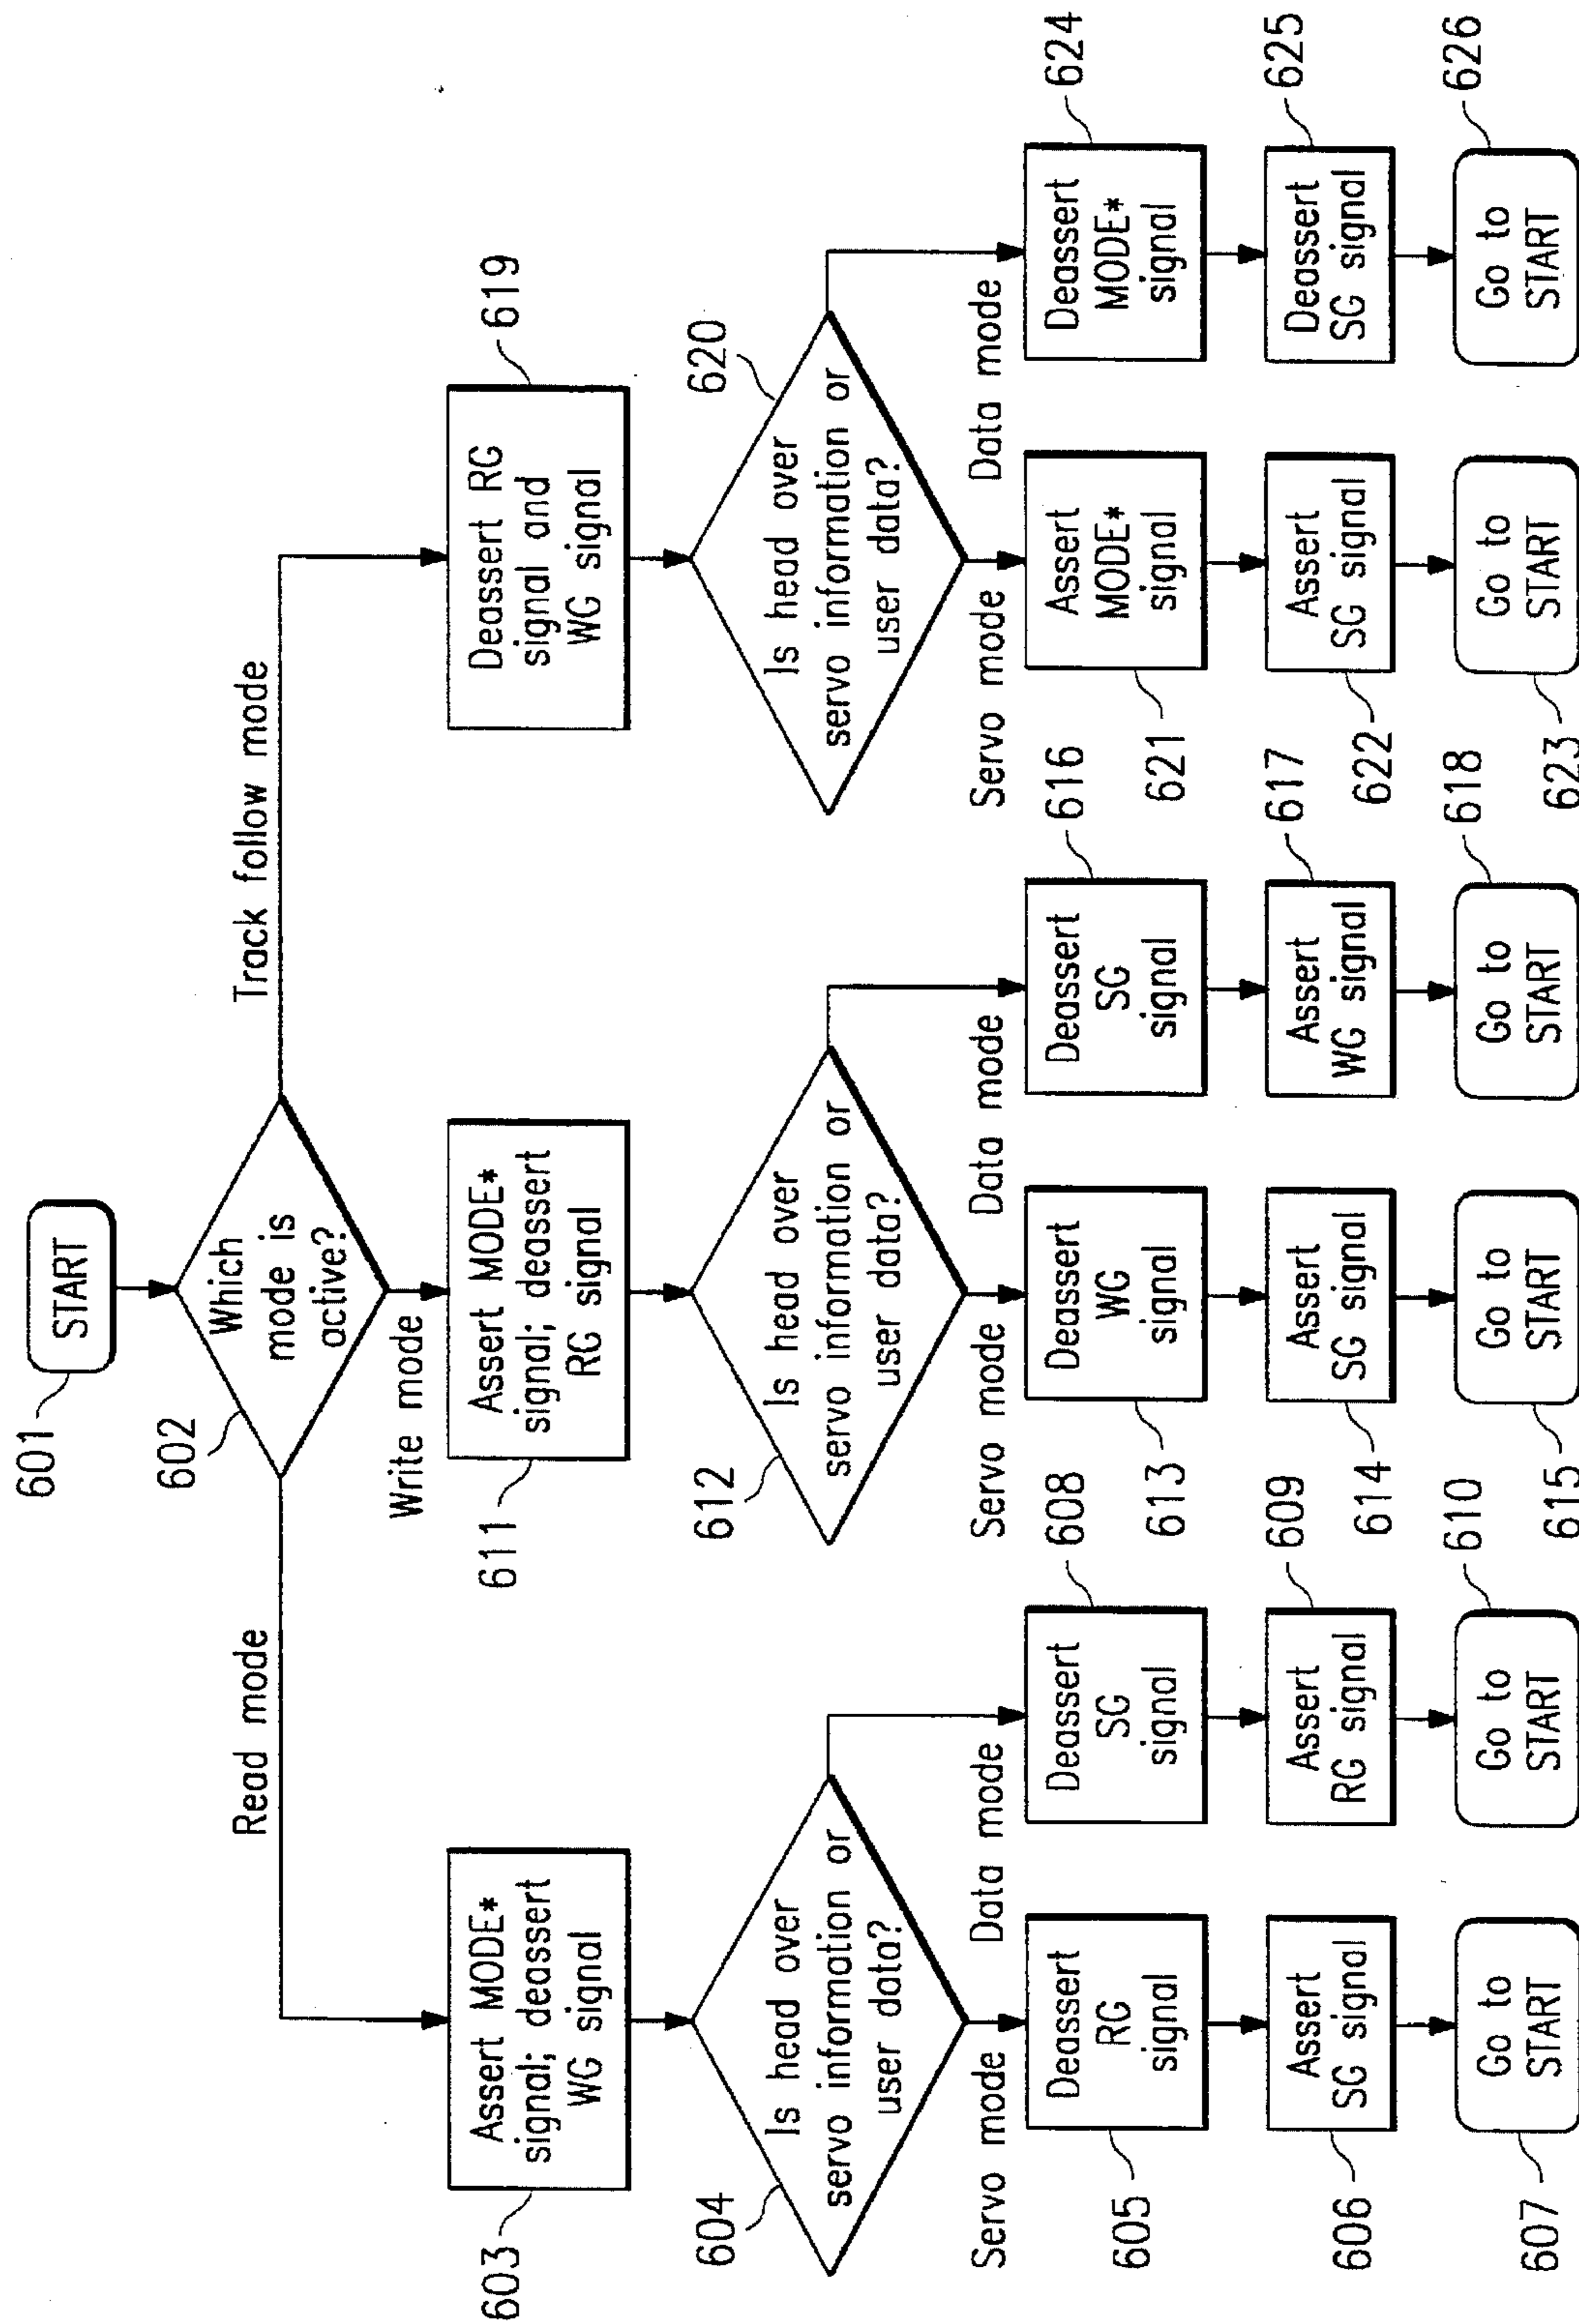 START
601
Which
mode is
active?
602
Read mode
Write mode
Track follow mode
Assert MODE*
signal; deassert
WG signal
603
Assert MODE*
signal; deassert
RG signal
611
Deassert RG
signal and
WG signal
619
Is head over
servo information or
user data?
604
Is head over
servo information or
user data?
612
Is head over
servo information or
user data?
620
Servo mode
Data mode
Servo mode
Data mode
Servo mode
Data mode
Deassert
RG
signal
605
Deassert
SG
signal
608
Deassert
WG
signal
613
Deassert
SG
signal
616
Assert
MODE*
signal
621
Deassert
MODE*
signal
624
Assert
SG signal
606
Assert
RG signal
609
Assert
SG signal
614
Assert
WG signal
617
Assert
SG signal
622
Deassert
SG signal
625
Go to
START
607
Go to
START
610
Go to
START
615
Go to
START
618
Go to
START
623
Go to
START
626